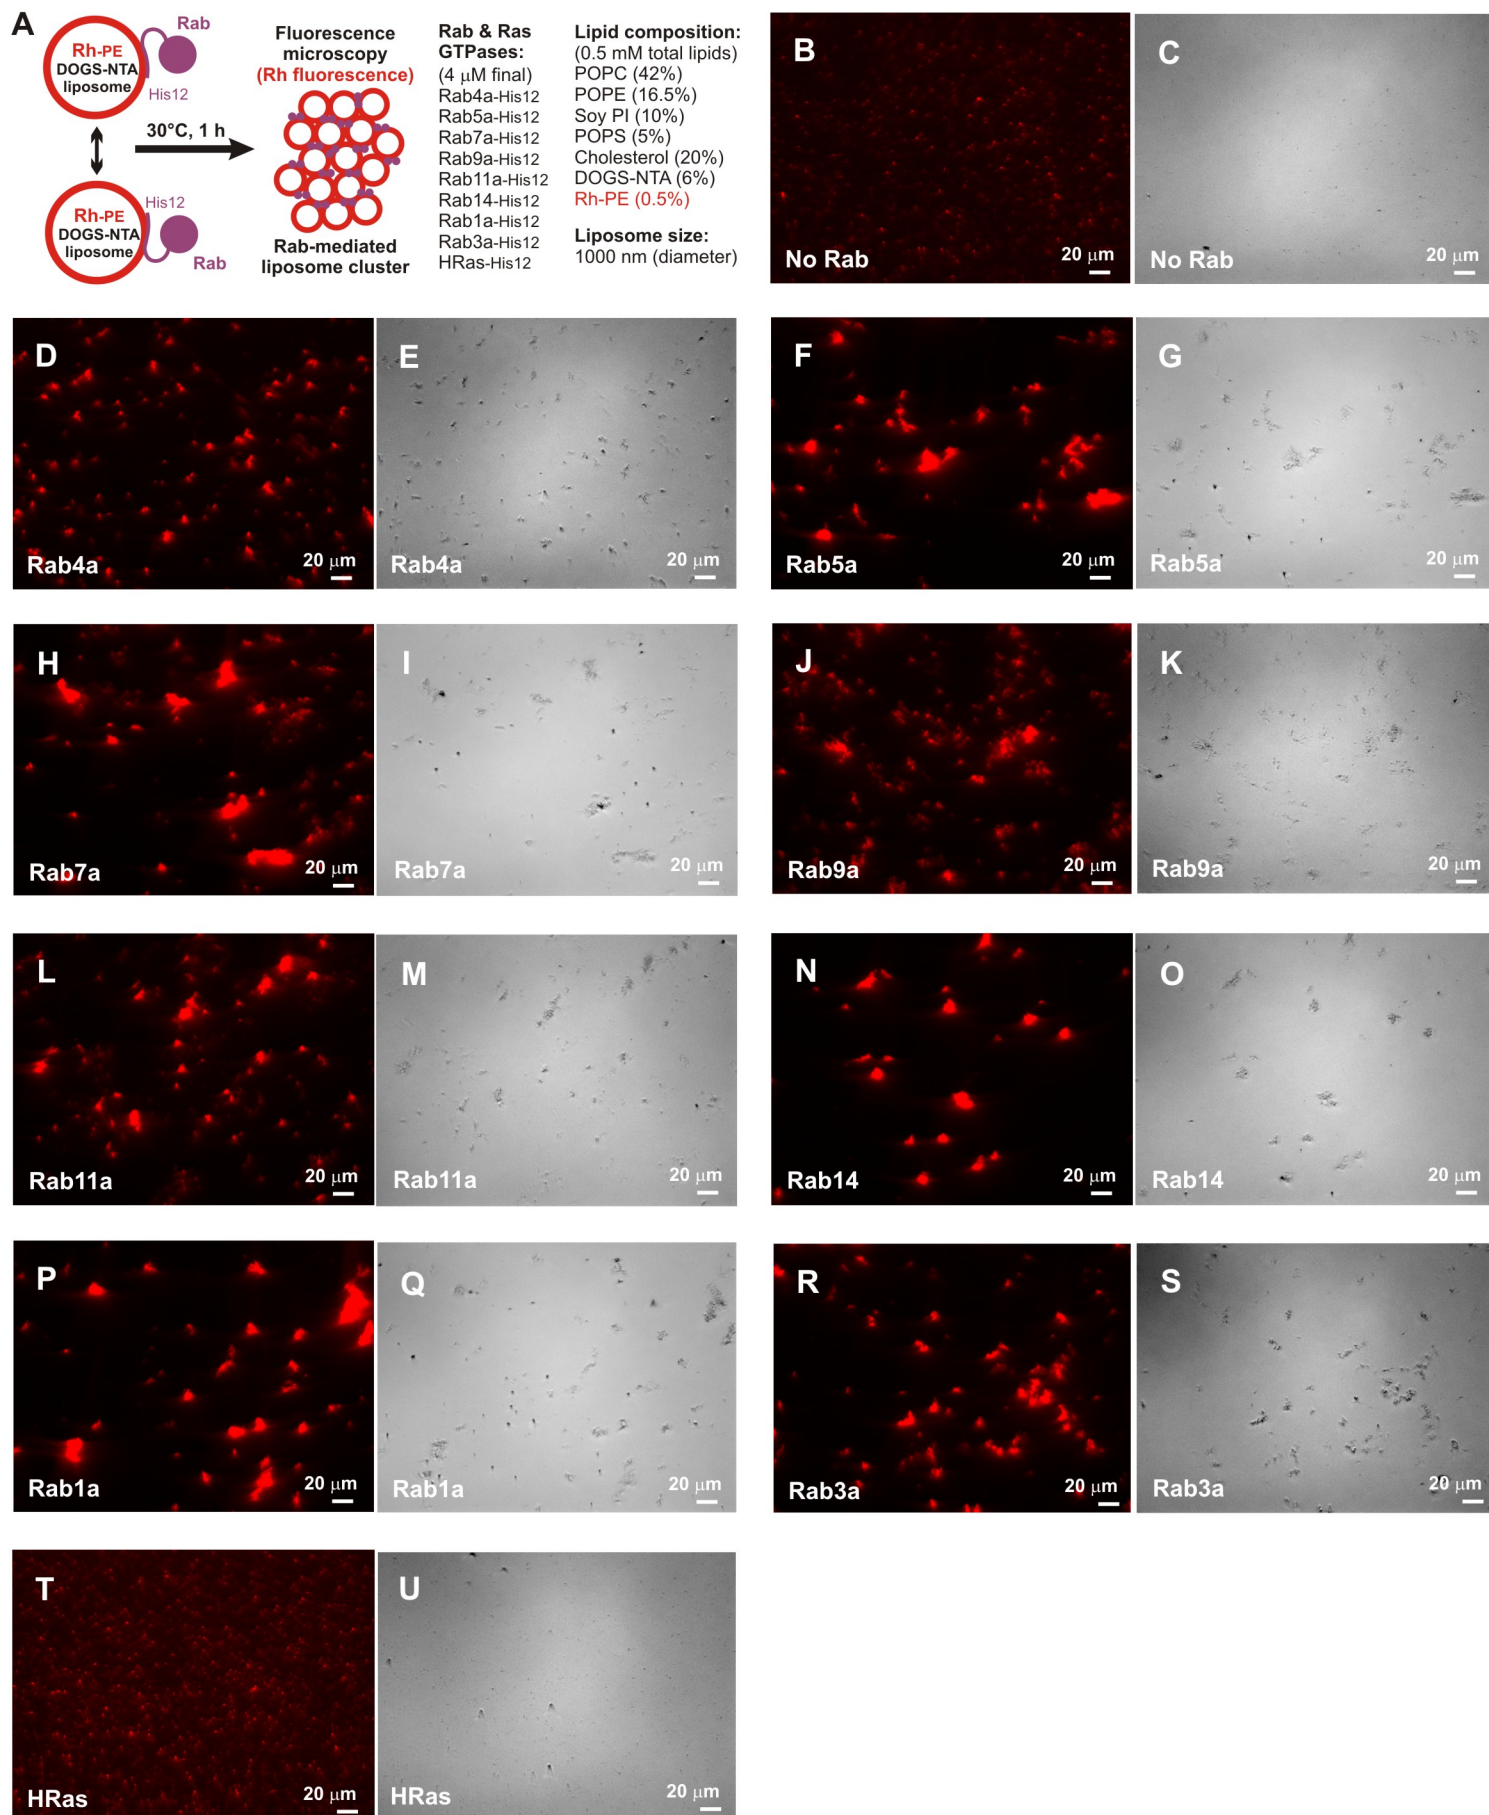 A
Rab
Rh-PE
DOGS-NTA
liposome
His12
30°C, 1 h
His12
Rh-PE
DOGS-NTA
liposome
Rab
Fluorescence
microscopy
(Rh fluorescence)
Rab-mediated
liposome cluster
Rab & Ras
GTPases:
(4 μM final)
Rab4a-His12
Rab5a-His12
Rab7a-His12
Rab9a-His12
Rab11a-His12
Rab14-His12
Rab1a-His12
Rab3a-His12
HRas-His12
Lipid composition:
(0.5 mM total lipids)
POPC (42%)
POPE (16.5%)
Soy PI (10%)
POPS (5%)
Cholesterol (20%)
DOGS-NTA (6%)
Rh-PE (0.5%)
Liposome size:
1000 nm (diameter)
B
No Rab
20 μm
C
No Rab
20 μm
D
Rab4a
20 μm
E
Rab4a
20 μm
F
Rab5a
20 μm
G
Rab5a
20 μm
H
Rab7a
20 μm
I
Rab7a
20 μm
J
Rab9a
20 μm
K
Rab9a
20 μm
L
Rab11a
20 μm
M
Rab11a
20 μm
N
Rab14
20 μm
O
Rab14
20 μm
P
Rab1a
20 μm
Q
Rab1a
20 μm
R
Rab3a
20 μm
S
Rab3a
20 μm
T
HRas
20 μm
U
HRas
20 μm